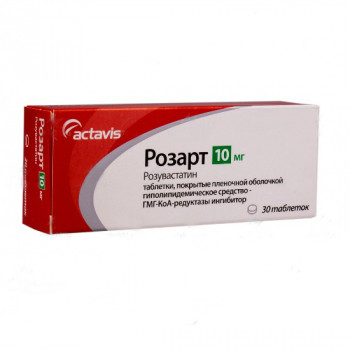 actavis
Розарт 10 мг
Розувастатин
таблетки, покрытые пленочной оболочкой
гиполипидемическое средство -
ГМГ-КоА-редуктазы ингибитор
30 таблеток
Розарт 10 мг
Розувастатин